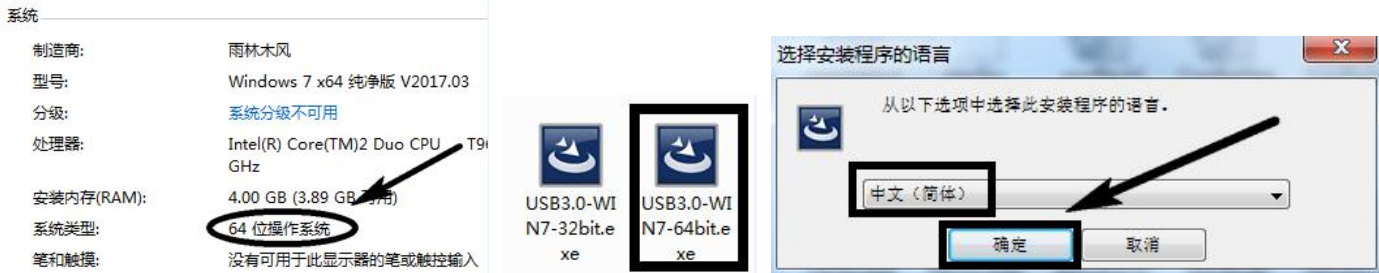 系统
制造商: 雨林木风
型号: Windows 7 x64 纯净版 V2017.03
分级: 系统分级不可用
处理器: Intel(R) Core(TM)2 Duo CPU
GHz
安装内存(RAM): 4.00 GB (3.89 GB 可用)
系统类型: 64 位操作系统
笔和触摸: 没有可用于此显示器的笔或触控输入
USB3.0-WI
N7-32bit.e
xe
USB3.0-WI
N7-64bit.e
xe
选择安装程序的语言
从以下选项中选择此安装程序的语言。
中文（简体）
确定 取消